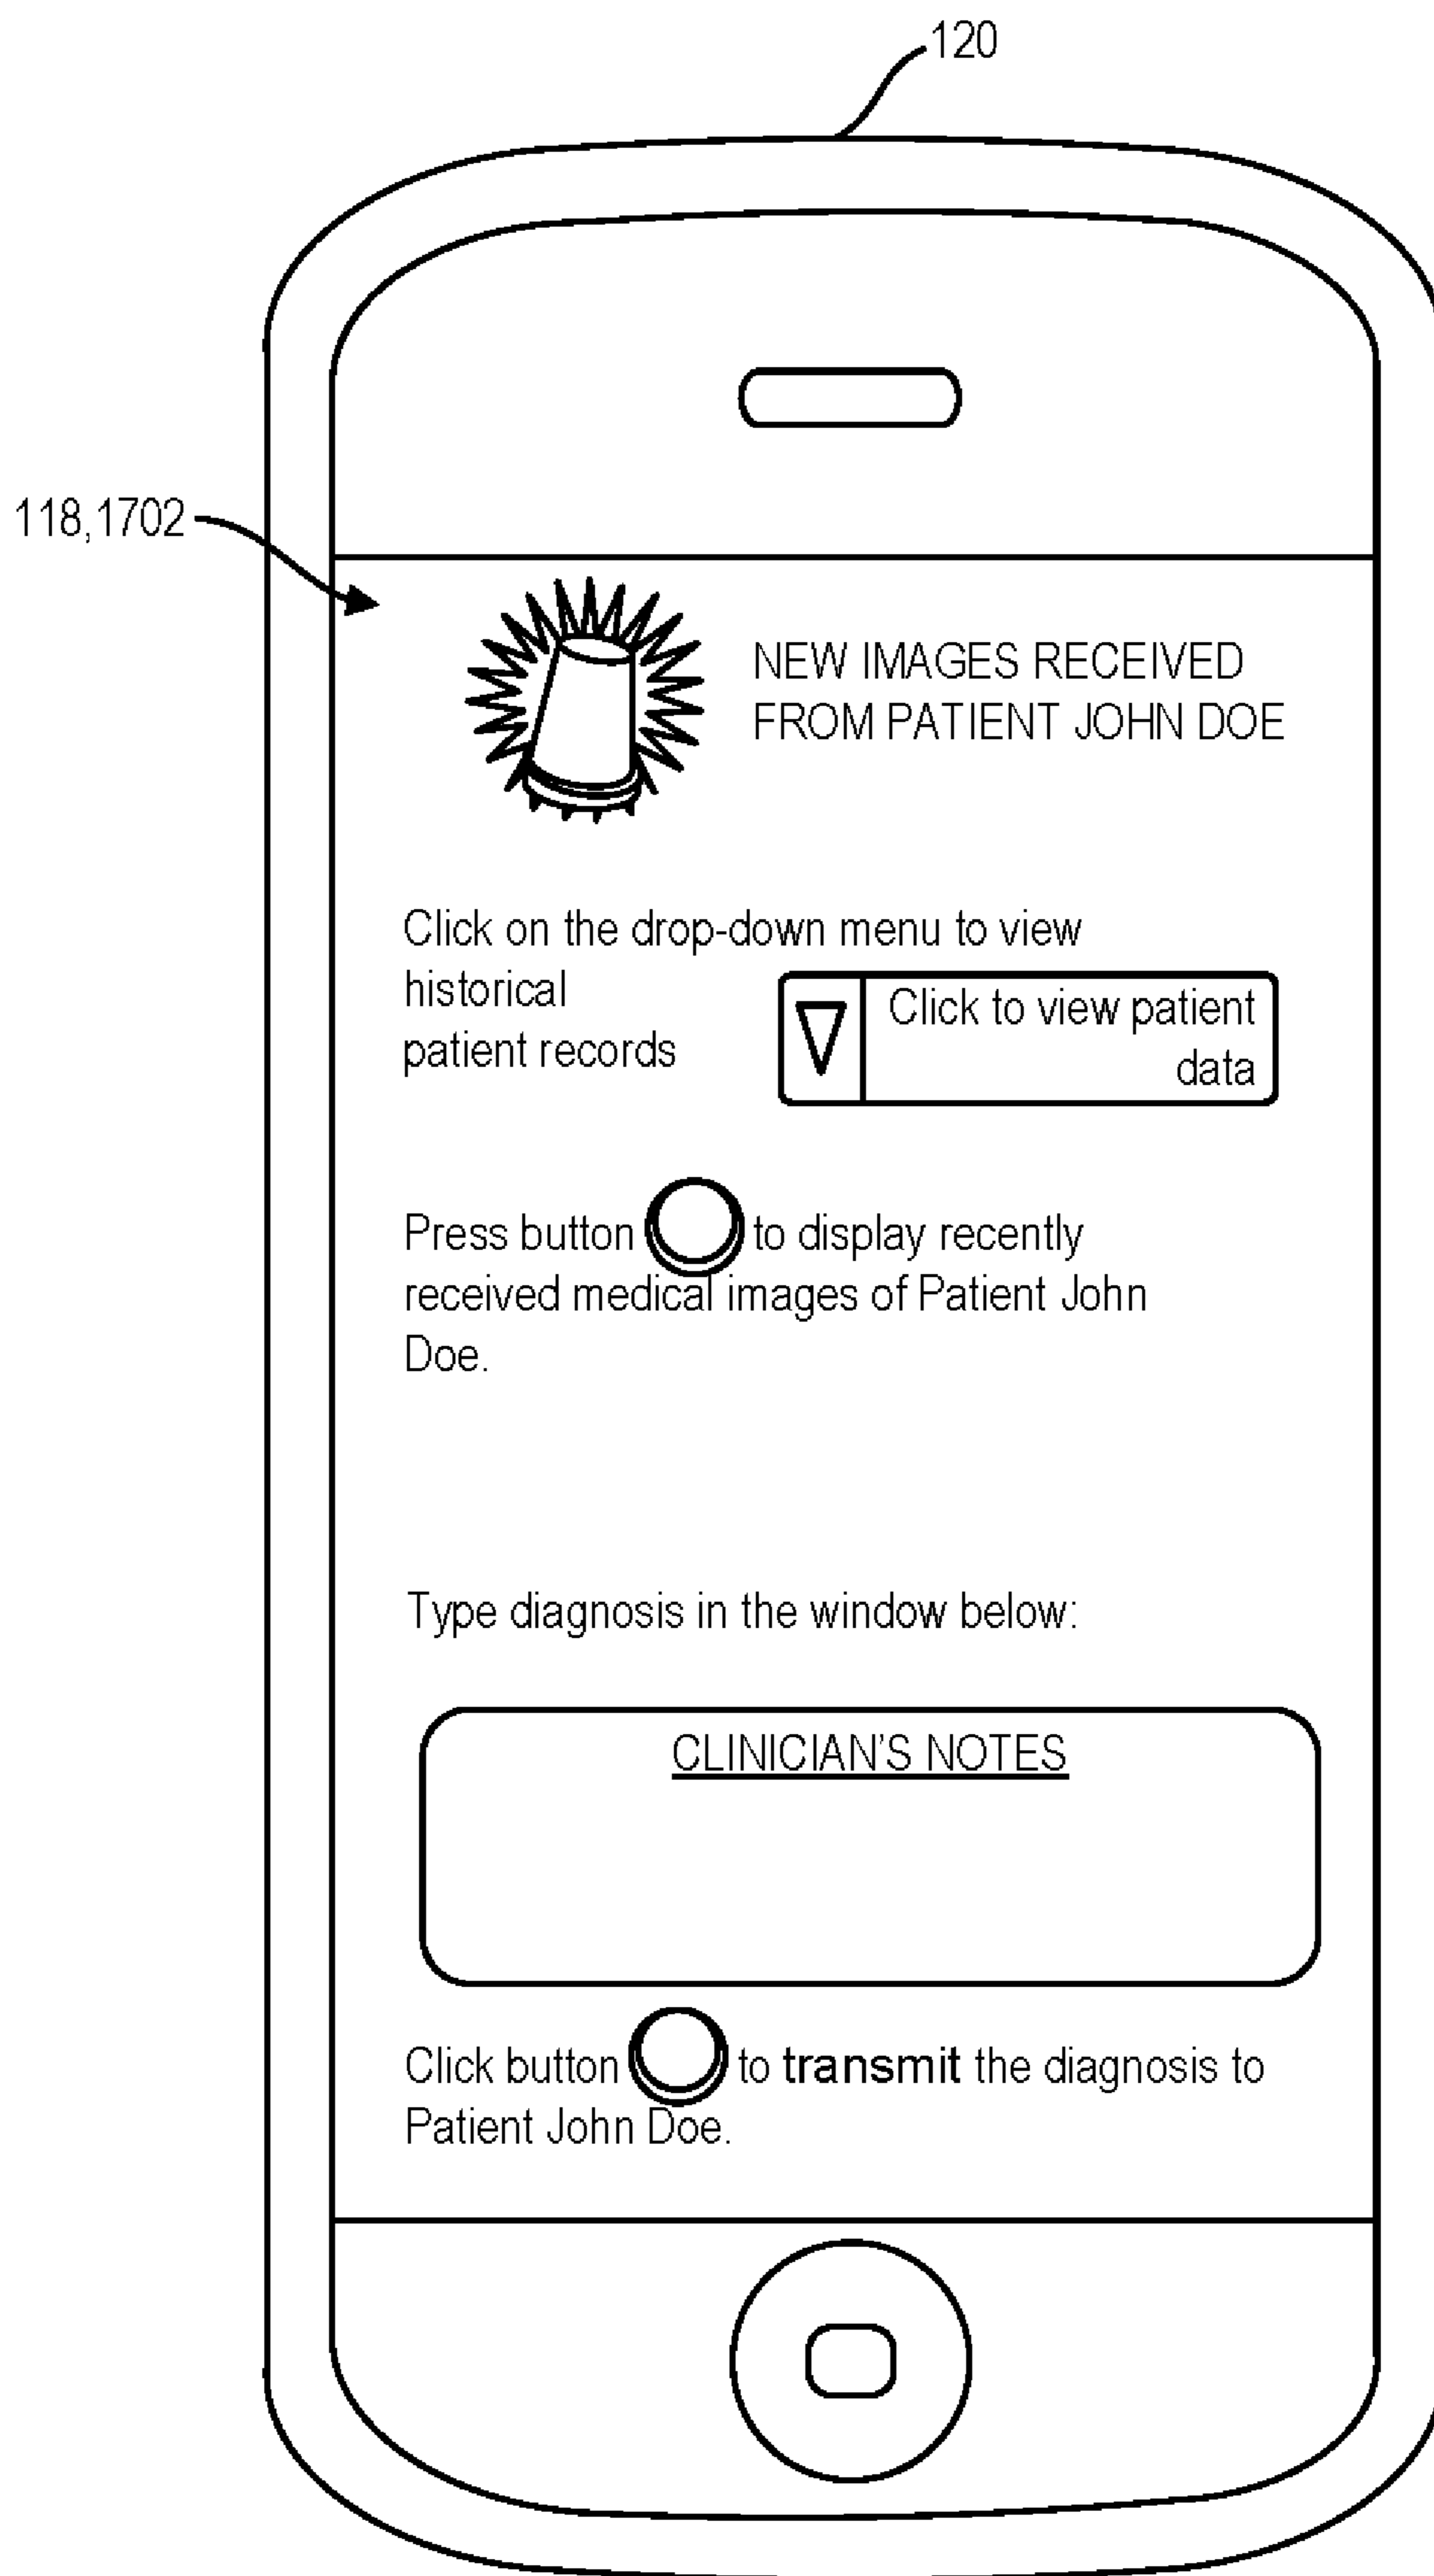 120
118,1702
NEW IMAGES RECEIVED
FROM PATIENT JOHN DOE
Click on the drop-down menu to view
historical
patient records
Click to view patient
data
Press button to display recently
received medical images of Patient John
Doe.
Type diagnosis in the window below:
CLINICIAN'S NOTES
Click button to transmit the diagnosis to
Patient John Doe.